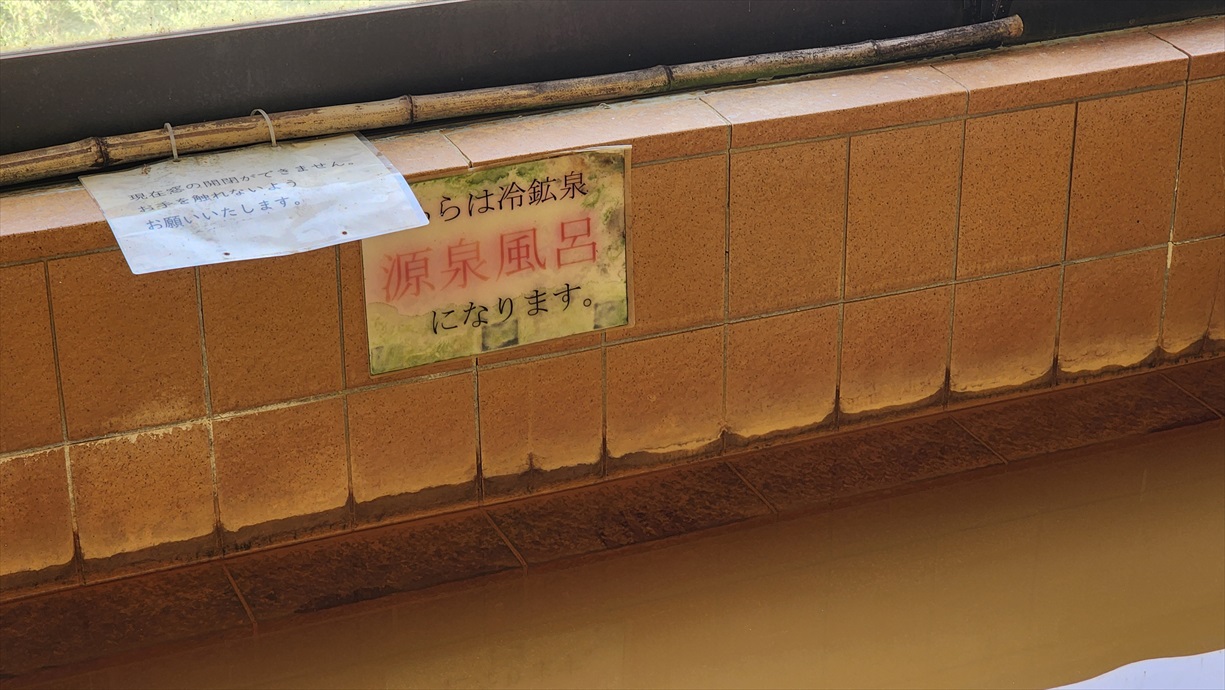 現在窓の開閉ができません。
お手を触れないよう
お願いいたします。
ちらは冷鉱泉
源泉風呂
になります。